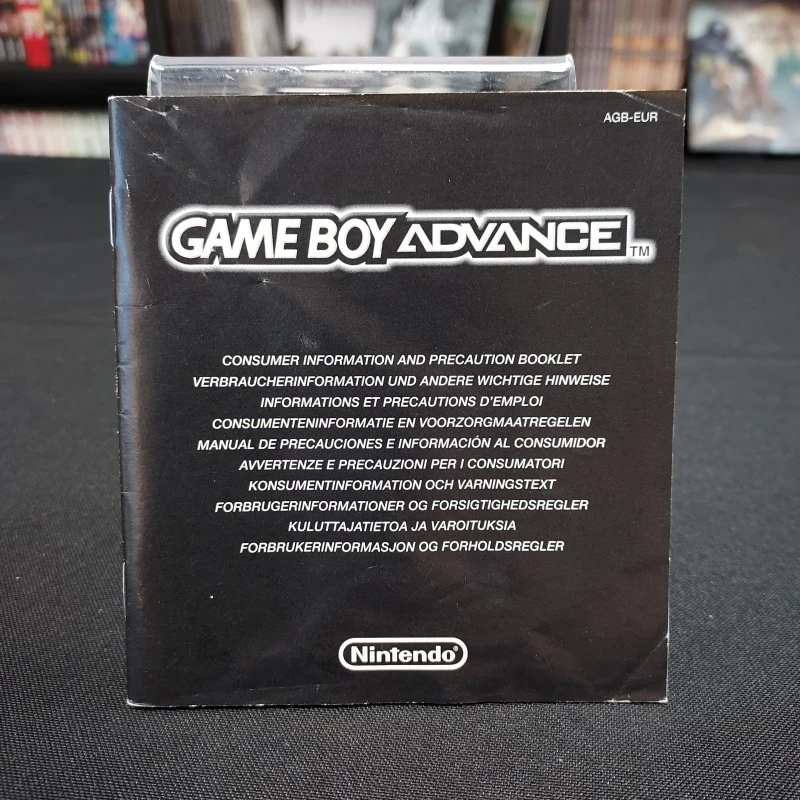 AGB-EUR
GAME BOY ADVANCE TM
CONSUMER INFORMATION AND PRECAUTION BOOKLET
VERBRAUCHERINFORMATION UND ANDERE WICHTIGE HINWEISE
INFORMATIONS ET PRECAUTIONS D'EMPLOI
CONSUMENTENINFORMATIE EN VOORZORGMAATREGELEN
MANUAL DE PRECAUCIONES E INFORMACIÓN AL CONSUMIDOR
AVVERTENZE E PRECAUZIONI PER I CONSUMATORI
KONSUMENTINFORMATION OCH VARNINGSTEXT
FORBRUGERINFORMATIONER OG FORSIGTIGHEDSREGLER
KULUTTAJATIETOA JA VAROITUKSIA
FORBRUKERINFORMASJON OG FORHOLDSREGLER
Nintendo®